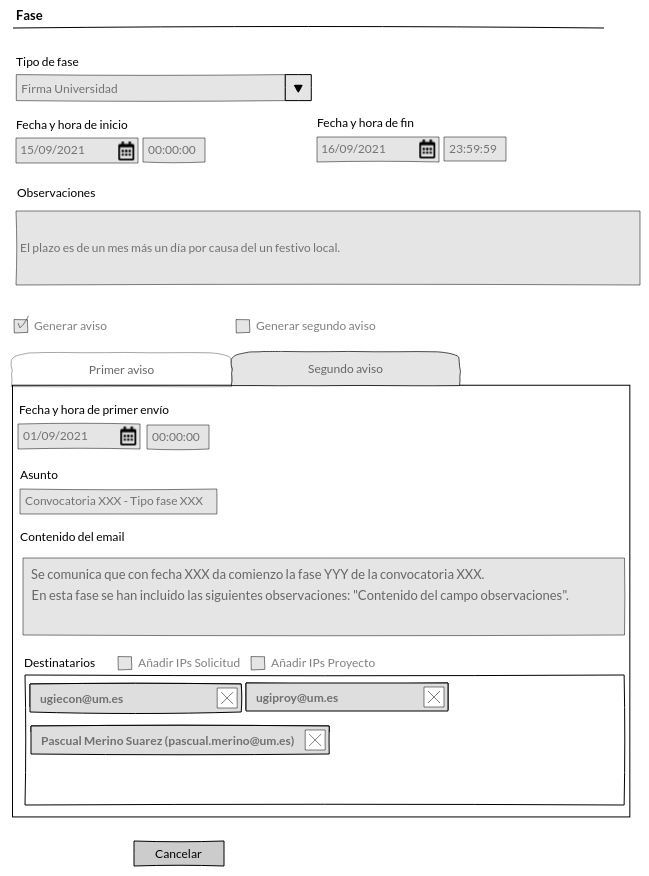 Fase
Tipo de fase
Firma Universidad
Fecha y hora de inicio
Fecha y hora de fin
15/09/2021
00:00:00
16/09/2021
23:59:59
Observaciones
El plazo es de un mes más un día por causa del un festivo local.
Generar aviso
Generar segundo aviso
Primer aviso
Segundo aviso
Fecha y hora de primer envío
01/09/2021
00:00:00
Asunto
Convocatoria XXX - Tipo fase XXX
Contenido del email
Se comunica que con fecha XXX da comienzo la fase YYY de la convocatoria XXX.
En esta fase se han incluido las siguientes observaciones: "Contenido del campo observaciones".
Destinatarios
Añadir IPs Solicitud
Añadir IPs Proyecto
ugiecon@um.es
ugiproy@um.es
Pascual Merino Suarez (pascual.merino@um.es)
Cancelar